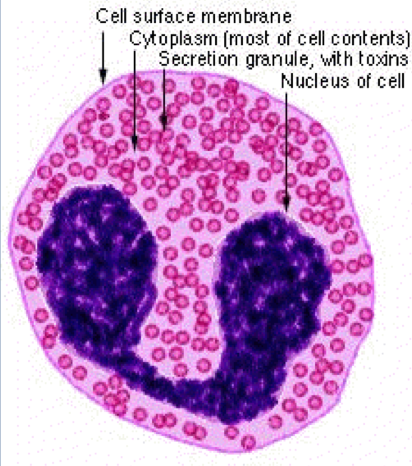 Cell surface membrane
Cytoplasm (most of cell contents)
Secretion granule, with toxins
Nucleus of cell